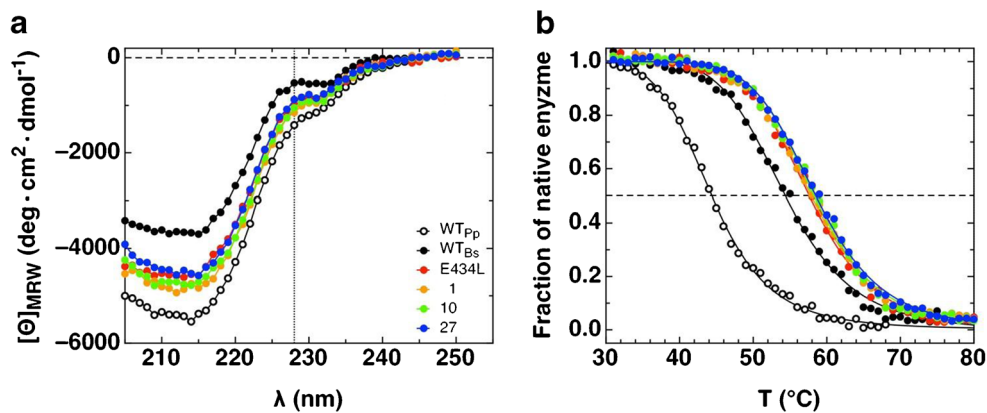 a
[Θ]MRW (deg · cm² · dmol⁻¹)
0
−2000
−4000
−6000
210 220 230 240 250
λ (nm)
WTPp
WTBs
E434L
1
10
27
b
Fraction of native enyzme
1.0
0.8
0.6
0.4
0.2
0.0
30 40 50 60 70 80
T (°C)